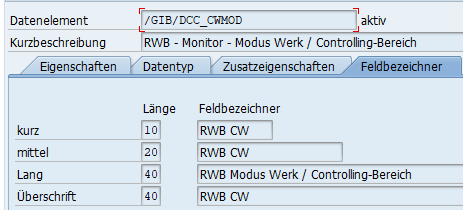 Datenelement /GIB/DCC_CWMOD aktiv
Kurzbeschreibung RWB - Monitor - Modus Werk / Controlling-Bereich
Eigenschaften Datentyp Zusatzeigenschaften Feldbezeichner
Länge Feldbezeichner
kurz 10 RWB CW
mittel 20 RWB CW
Lang 40 RWB Modus Werk / Controlling-Bereich
Überschrift 40 RWB CW